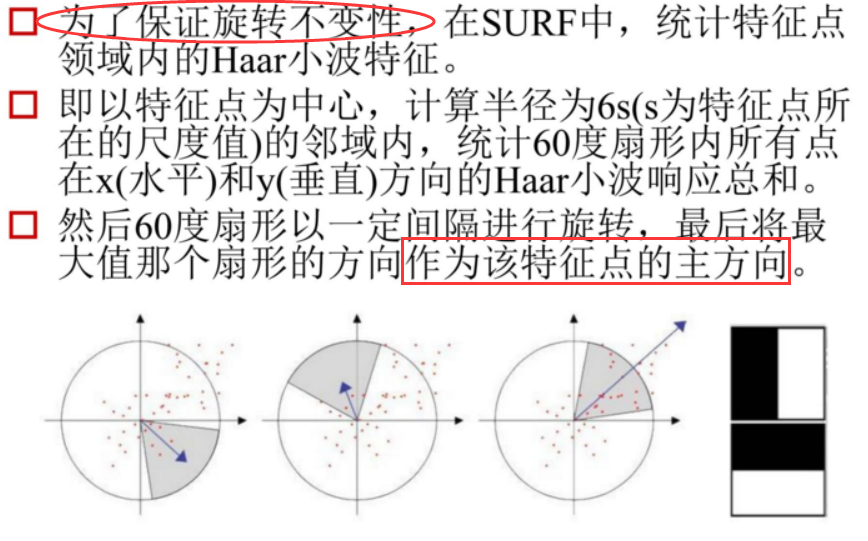 为了保证旋转不变性，在SURF中，统计特征点
领域内的Haar小波特征。
即以特征点为中心，计算半径为6s(s为特征点所
在的尺度值)的邻域内，统计60度扇形内所有点
在x(水平)和y(垂直)方向的Haar小波响应总和。
然后60度扇形以一定间隔进行旋转，最后将最
大值那个扇形的方向作为该特征点的主方向。